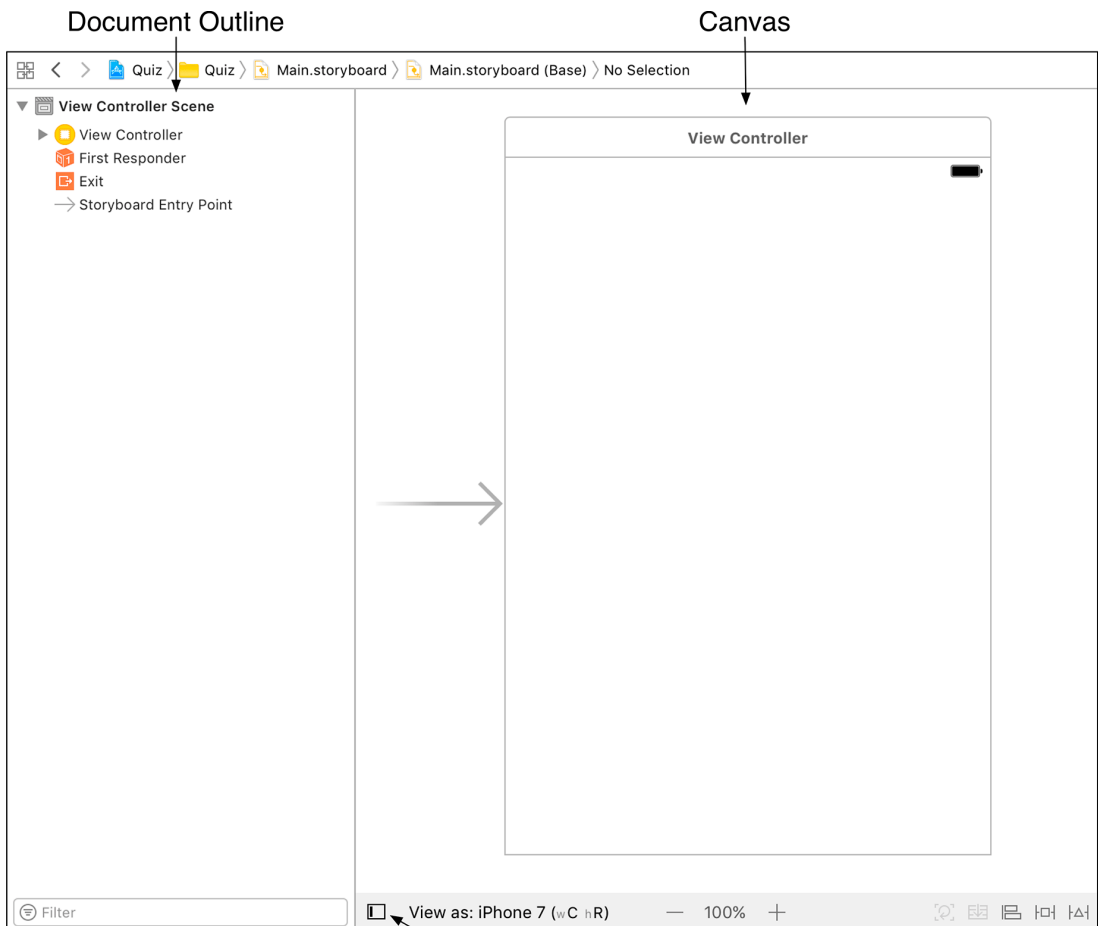 Document Outline
Canvas
Quiz
Quiz
Main.storyboard
Main.storyboard (Base)
No Selection
View Controller Scene
View Controller
First Responder
Exit
Storyboard Entry Point
View Controller
Filter
View as: iPhone 7 (wC hR)
— 100% +